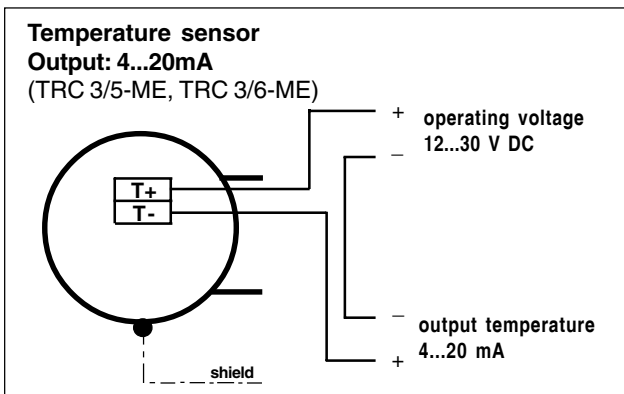 Temperature sensor
Output: 4...20mA
(TRC 3/5-ME, TRC 3/6-ME)
+ operating voltage
12...30 V DC
−
T+
T-
− output temperature
4...20 mA
+
shield